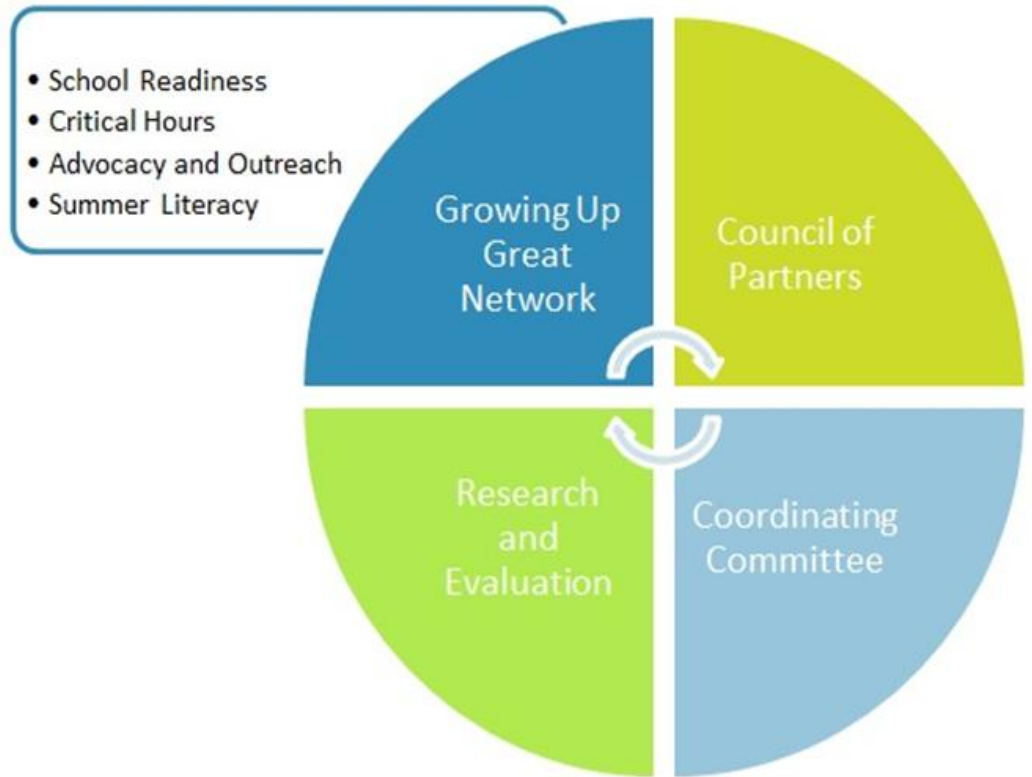 • School Readiness
• Critical Hours
• Advocacy and Outreach
• Summer Literacy
Growing Up
Great
Network
Council of
Partners
Research
and
Evaluation
Coordinating
Committee